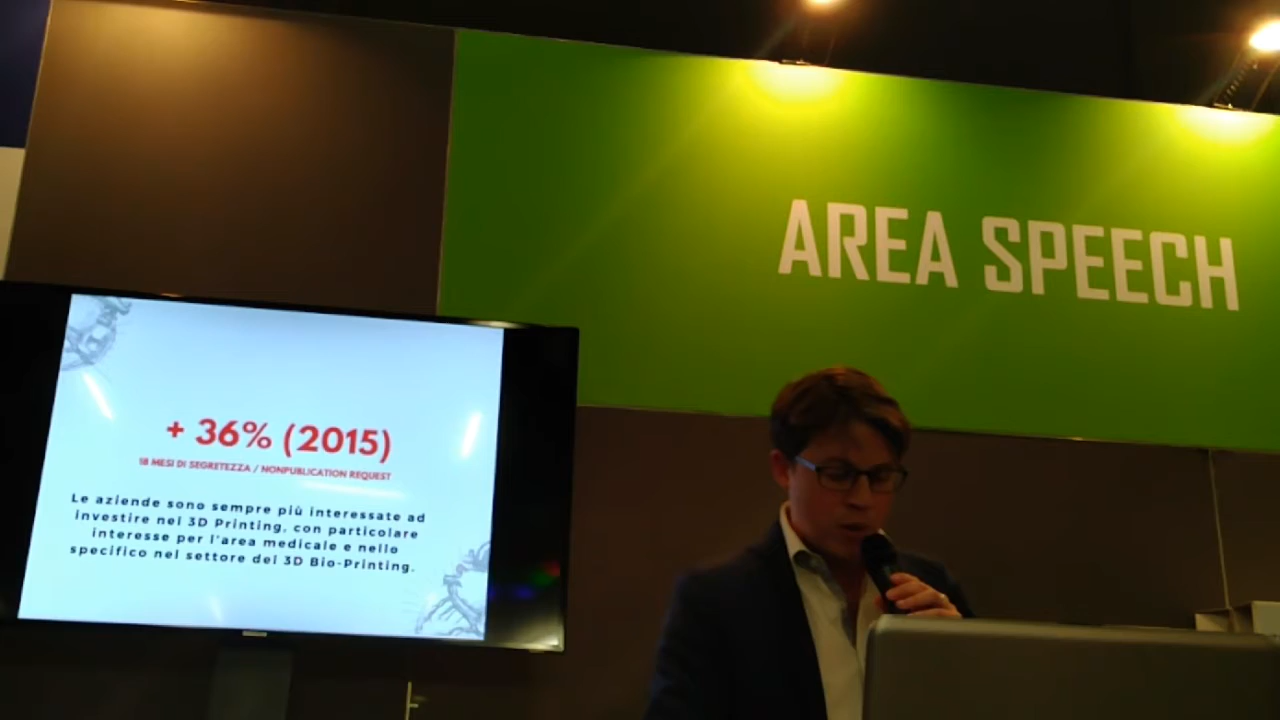 AREA SPEECH
+ 36% (2015)
18 MESI DI SEGRETEZZA / NONPUBLICATION REQUEST
Le aziende sono sempre più interessate ad
investire nel 3D Printing, con particolare
interesse per l'area medicale e nello
specifico nel settore del 3D Bio-Printing.